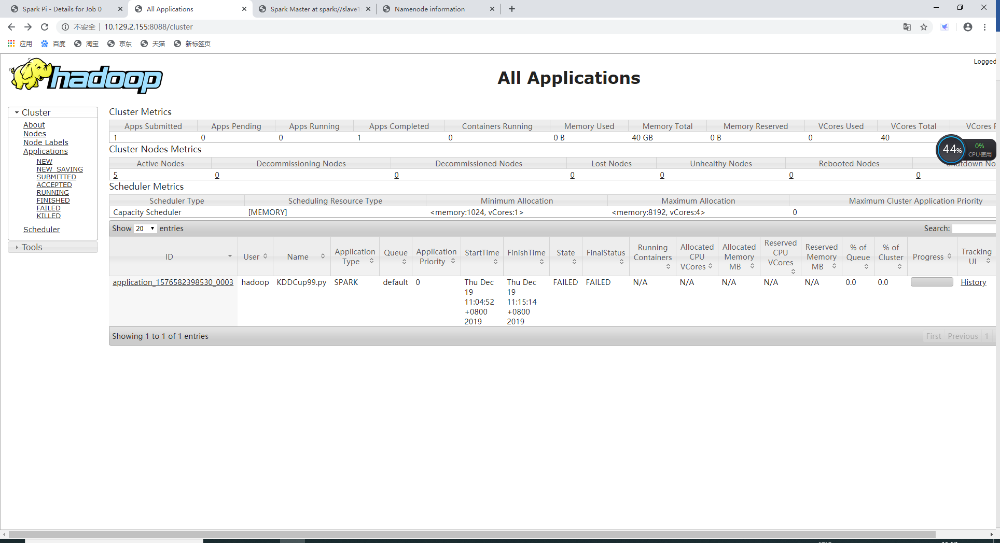 Spark Pi - Details for Job 0
All Applications
Spark Master at spark://slave1
Namenode information
不安全 10.129.2.155:8088/cluster
应用 百度 淘宝 京东 天猫 新标签页
hadoop
Logged
All Applications
Cluster
About
Nodes
Node Labels
Applications
NEW
NEW_SAVING
SUBMITTED
ACCEPTED
RUNNING
FINISHED
FAILED
KILLED
Scheduler
Tools
Cluster Metrics
Apps Submitted Apps Pending Apps Running Apps Completed Containers Running Memory Used Memory Total Memory Reserved VCores Used VCores Total VCores
1 0 0 1 0 0 B 40 GB 0 B 0 40
Cluster Nodes Metrics
Active Nodes Decommissioning Nodes Decommissioned Nodes Lost Nodes Unhealthy Nodes Rebooted Nodes
5 0 0 0 0 0 0
44% 0% CPU使用
Scheduler Metrics
Scheduler Type Scheduling Resource Type Minimum Allocation Maximum Allocation Maximum Cluster Application Priority
Capacity Scheduler [MEMORY] <memory:1024, vCores:1> <memory:8192, vCores:4> 0
Show 20 entries Search:
ID User Name Application Type Queue Application Priority StartTime FinishTime State FinalStatus Running Containers Allocated CPU VCores Allocated Memory MB Reserved CPU VCores Reserved Memory MB % of Queue % of Cluster Progress Tracking UI
application_1576582398530_0003 hadoop KDDCup99.py SPARK default 0 Thu Dec 19 11:04:52 +0800 2019 Thu Dec 19 11:15:14 +0800 2019 FAILED FAILED N/A N/A N/A N/A N/A 0.0 0.0 History
Showing 1 to 1 of 1 entries First Previous 1